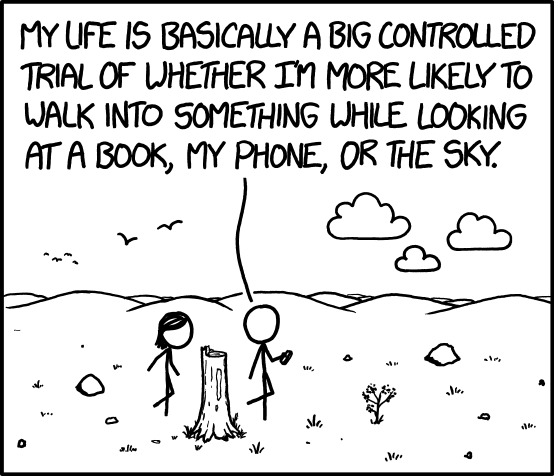 MY LIFE IS BASICALLY A BIG CONTROLLED
TRIAL OF WHETHER I'M MORE LIKELY TO
WALK INTO SOMETHING WHILE LOOKING
AT A BOOK, MY PHONE, OR THE SKY.